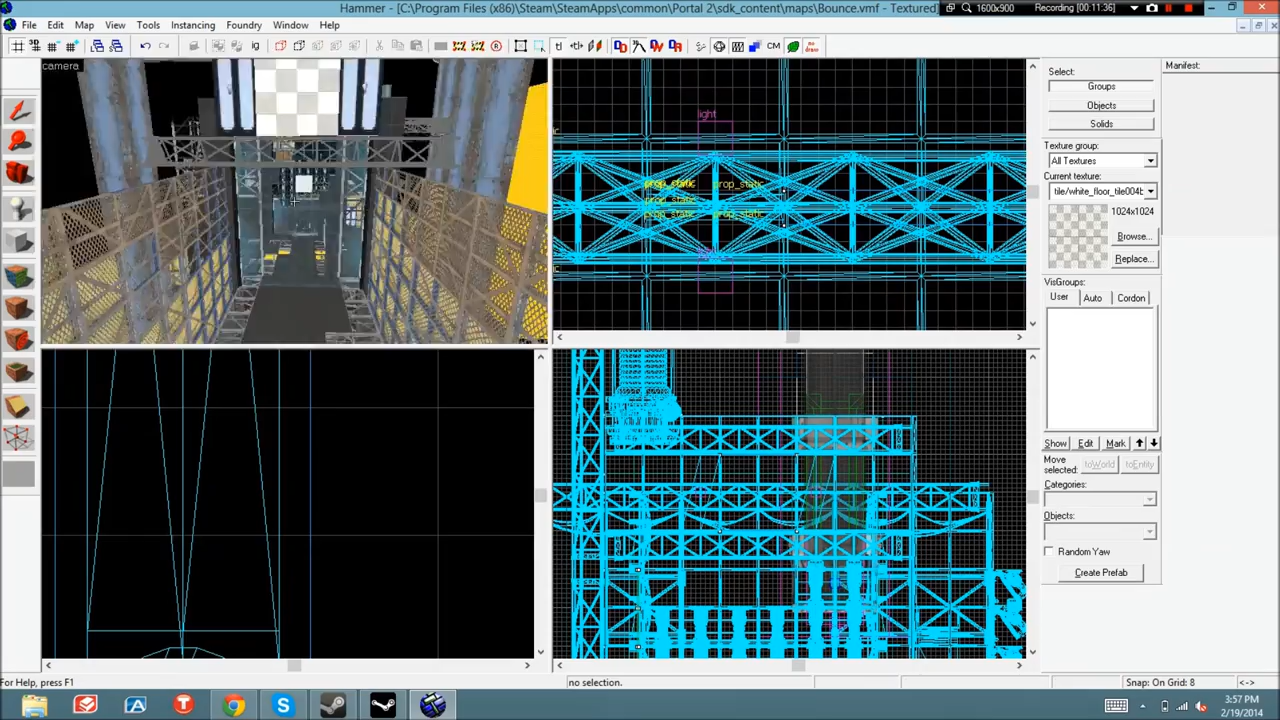 Hammer - [C:\Program Files (x86)\Steam\SteamApps\common\Portal 2\sdk_content\maps\Bounce.vmf - Textured]
1600x900
Recording [00:11:36]
File Edit Map View Tools Instancing Foundry Window Help
CM
camera
light
prop_static prop_static
prop_static
prop_static prop_static
Select:
Groups
Objects
Solids
Texture group:
All Textures
Current texture:
tile/white_floor_tile004b
1024x1024
Browse...
Replace...
VisGroups:
User Auto Cordon
Show Edit Mark
Move selected:
toWorld toEntity
Categories:
Objects:
Random Yaw
Create Prefab
Manifest:
For Help, press F1
no selection.
Snap: On Grid: 8
<->
3:57 PM
2/19/2014